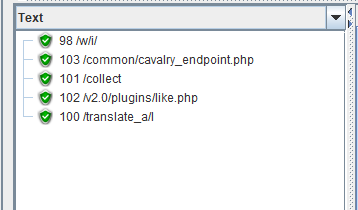 Text
98 /w/i/
103 /common/cavalry_endpoint.php
101 /collect
102 /v2.0/plugins/like.php
100 /translate_a/l